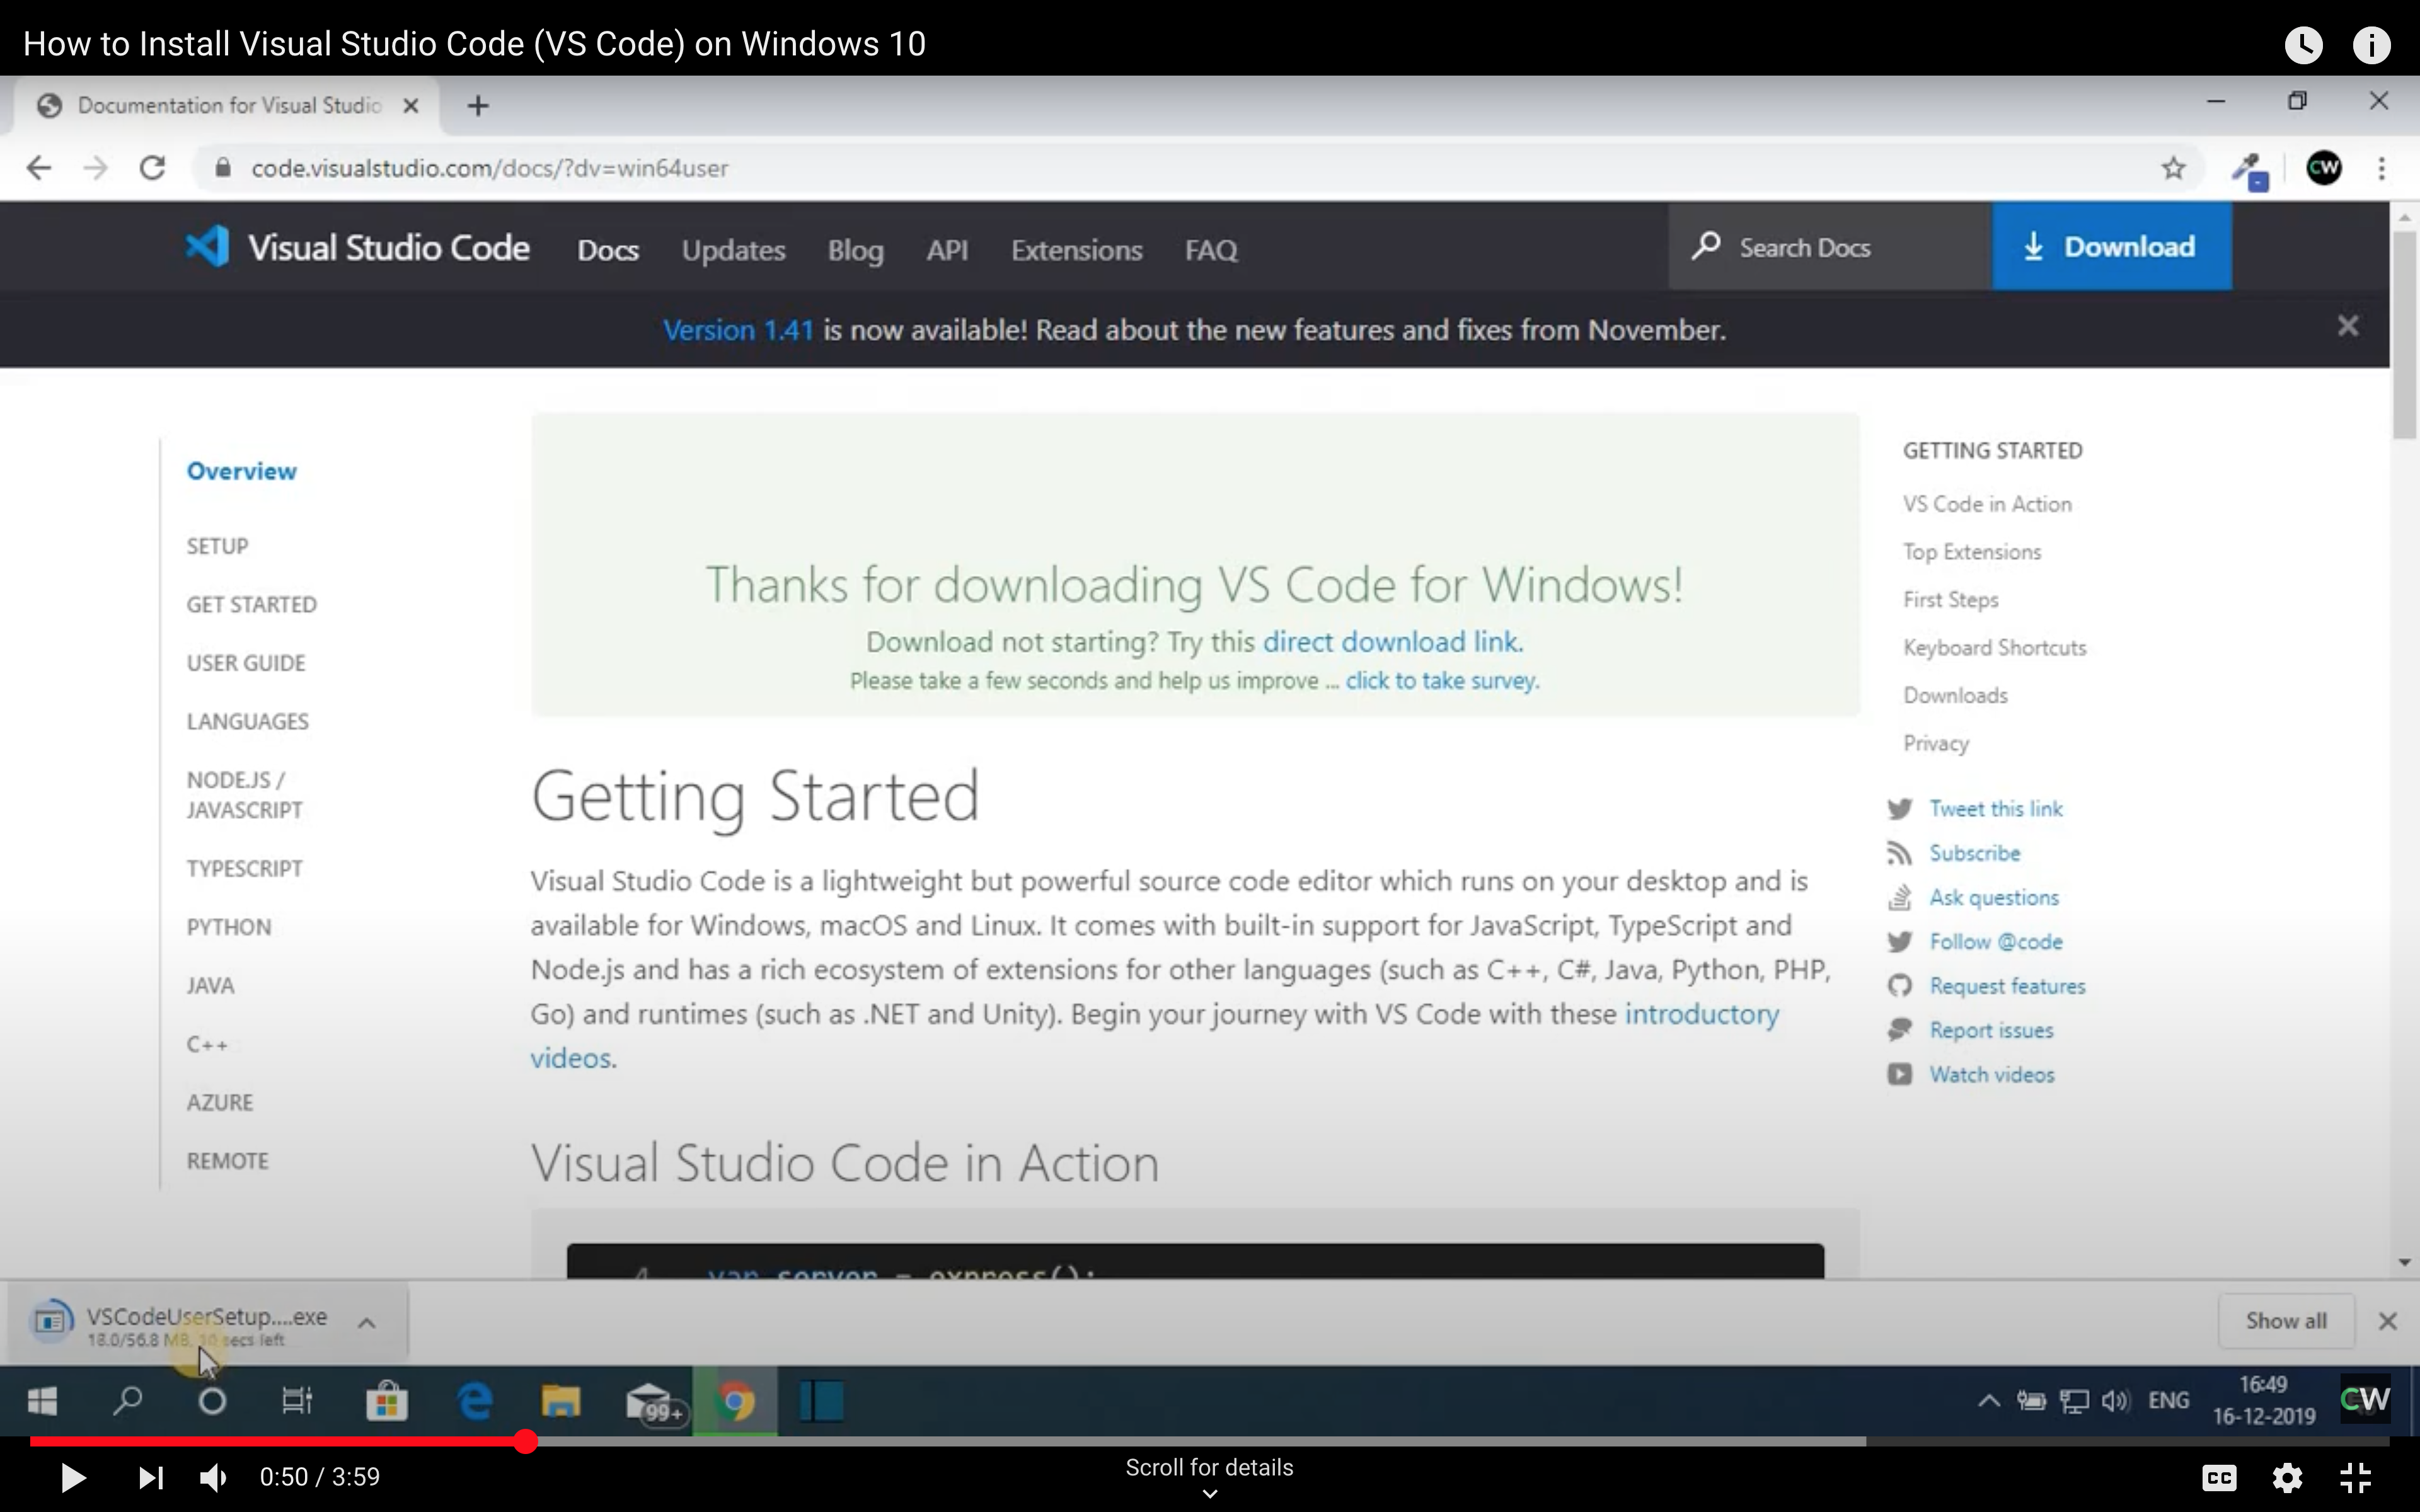 How to Install Visual Studio Code (VS Code) on Windows 10
Documentation for Visual Studio
code.visualstudio.com/docs/?dv=win64user
CW
Visual Studio Code
Docs
Updates
Blog
API
Extensions
FAQ
Search Docs
Download
Version 1.41 is now available! Read about the new features and fixes from November.
Overview
SETUP
GET STARTED
USER GUIDE
LANGUAGES
NODE.JS /
JAVASCRIPT
TYPESCRIPT
PYTHON
JAVA
C++
AZURE
REMOTE
Thanks for downloading VS Code for Windows!
Download not starting? Try this direct download link.
Please take a few seconds and help us improve ... click to take survey.
Getting Started
Visual Studio Code is a lightweight but powerful source code editor which runs on your desktop and is
available for Windows, macOS and Linux. It comes with built-in support for JavaScript, TypeScript and
Node.js and has a rich ecosystem of extensions for other languages (such as C++, C#, Java, Python, PHP,
Go) and runtimes (such as .NET and Unity). Begin your journey with VS Code with these introductory
videos.
Visual Studio Code in Action
4 var server = express();
GETTING STARTED
VS Code in Action
Top Extensions
First Steps
Keyboard Shortcuts
Downloads
Privacy
Tweet this link
Subscribe
Ask questions
Follow @code
Request features
Report issues
Watch videos
VSCodeUserSetup....exe
18.0/56.8 MB, 10 secs left
Show all
99+
ENG
16:49
16-12-2019
CW
0:50 / 3:59
Scroll for details
CC